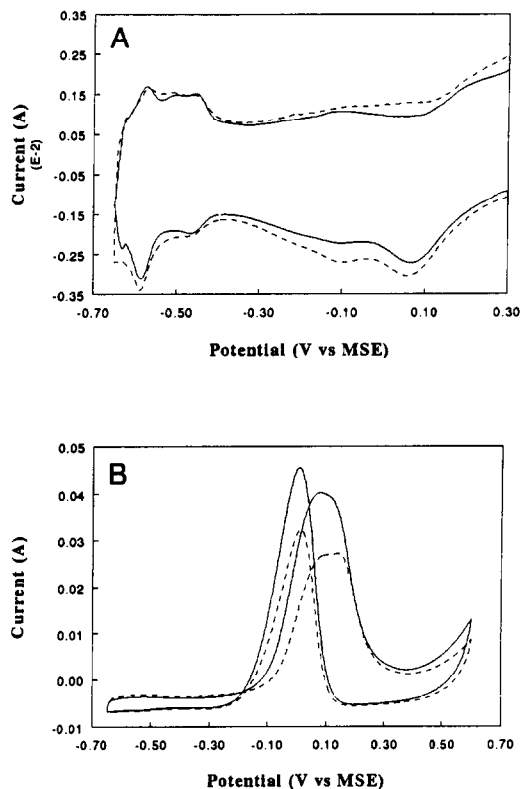 A
0.35
0.25
0.15
0.05
-0.05
-0.15
-0.25
-0.35
Current (A)
(E-2)
-0.70 -0.50 -0.30 -0.10 0.10 0.30
Potential (V vs MSE)
B
0.05
0.04
0.03
0.02
0.01
0.00
-0.01
Current (A)
-0.70 -0.50 -0.30 -0.10 0.10 0.30 0.50 0.70
Potential (V vs MSE)